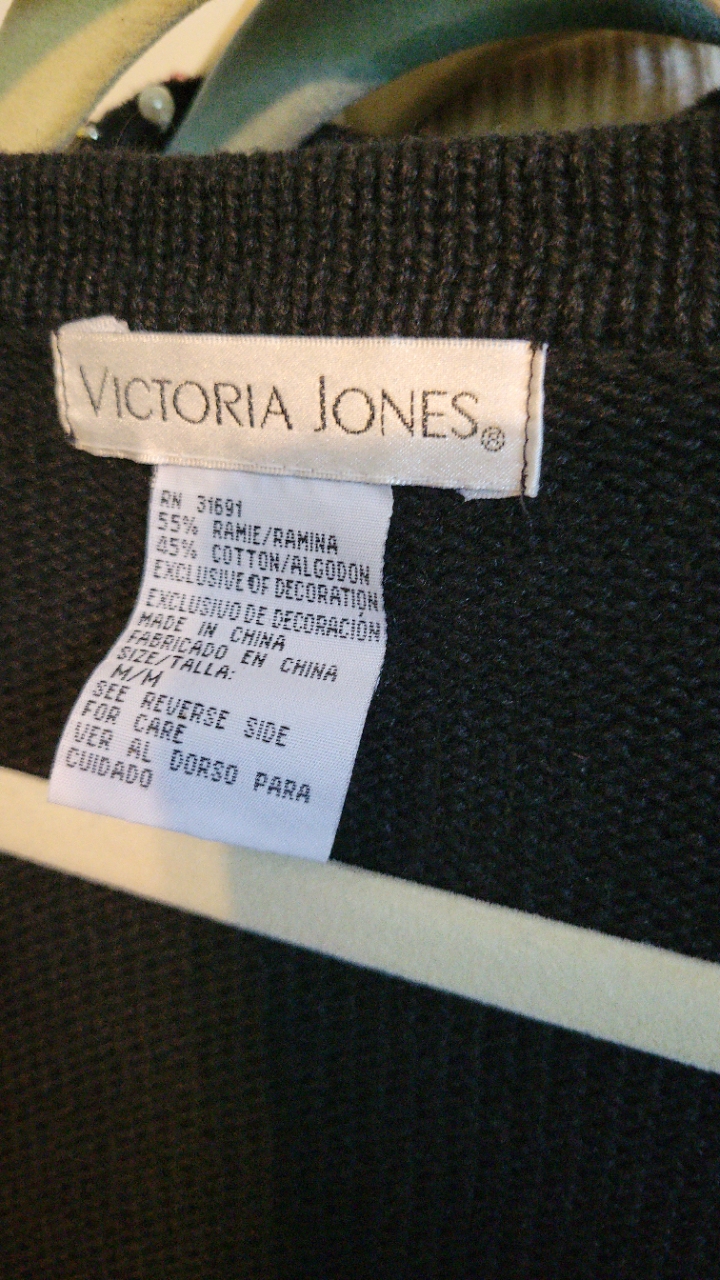 VICTORIA JONES®
RN 31691
55% RAMIE/RAMINA
45% COTTON/ALGODON
EXCLUSIVE OF DECORATION
EXCLUSIVO DE DECORACIÓN
MADE IN CHINA
FABRICADO EN CHINA
SIZE/TALLA:
M/M
SEE REVERSE SIDE
FOR CARE
VER AL DORSO PARA
CUIDADO